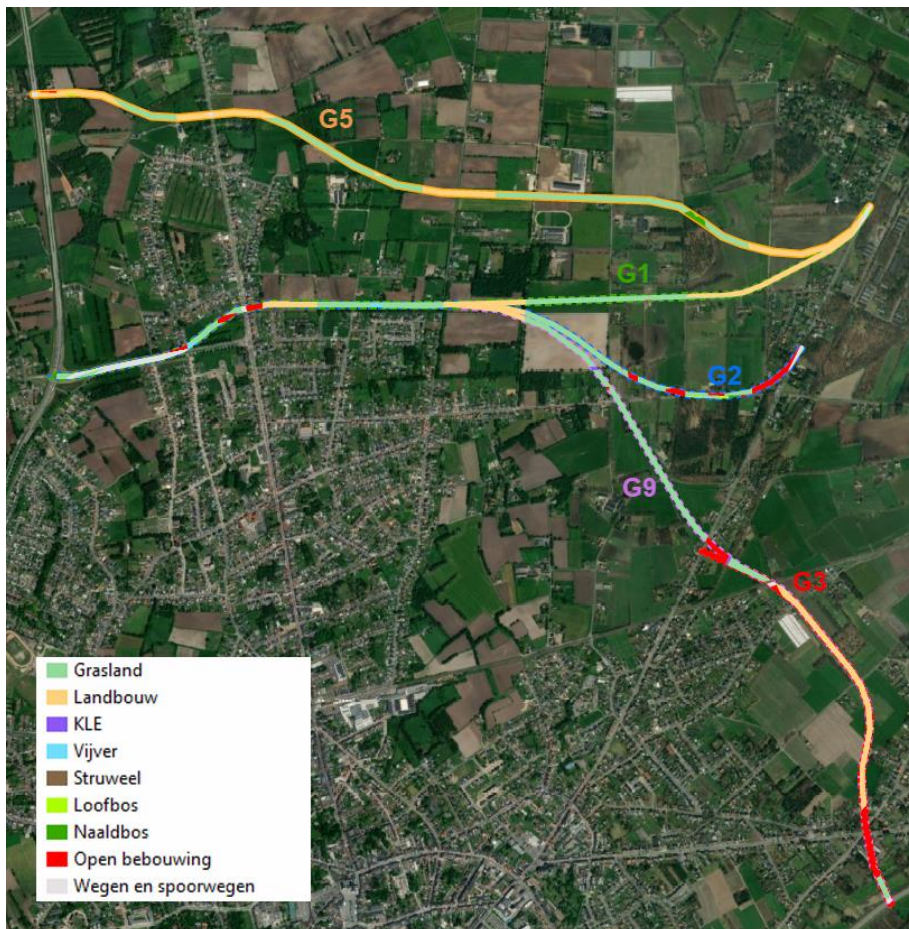 G5
G1
G2
G9
G3
Grasland
Landbouw
KLE
Vijver
Struweel
Loofbos
Naaldbos
Open bebouwing
Wegen en spoorwegen